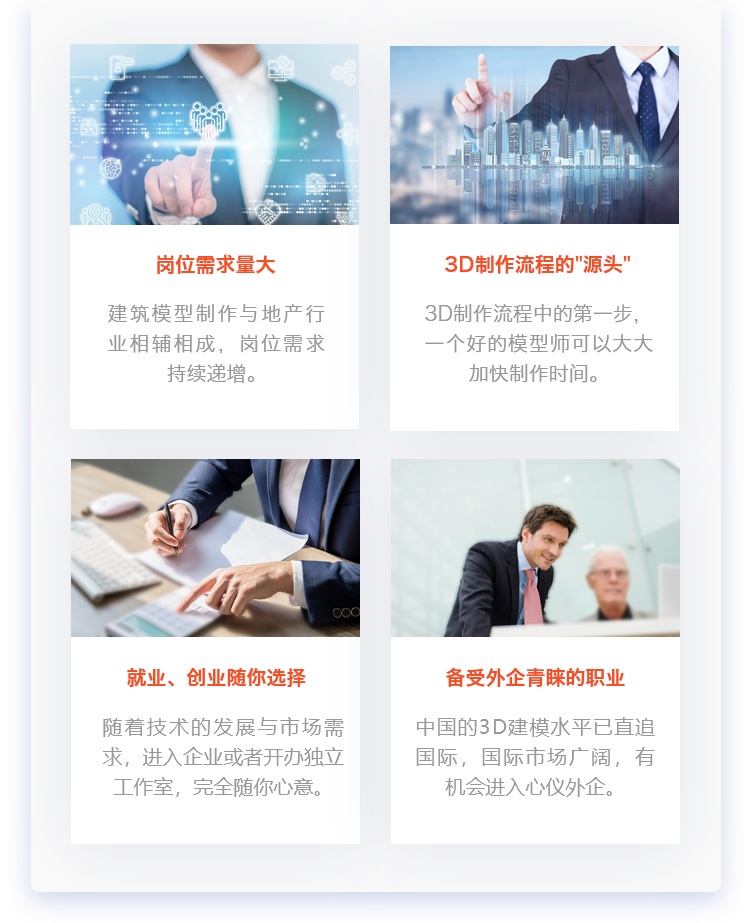 岗位需求量大
建筑模型制作与地产行
业相辅相成，岗位需求
持续递增。
3D制作流程的"源头"
3D制作流程中的第一步，
一个好的模型师可以大大
加快制作时间。
就业、创业随你选择
随着技术的发展与市场需
求，进入企业或者开办独立
工作室，完全随你心意。
备受外企青睐的职业
中国的3D建模水平已直追
国际，国际市场广阔，有
机会进入心仪外企。